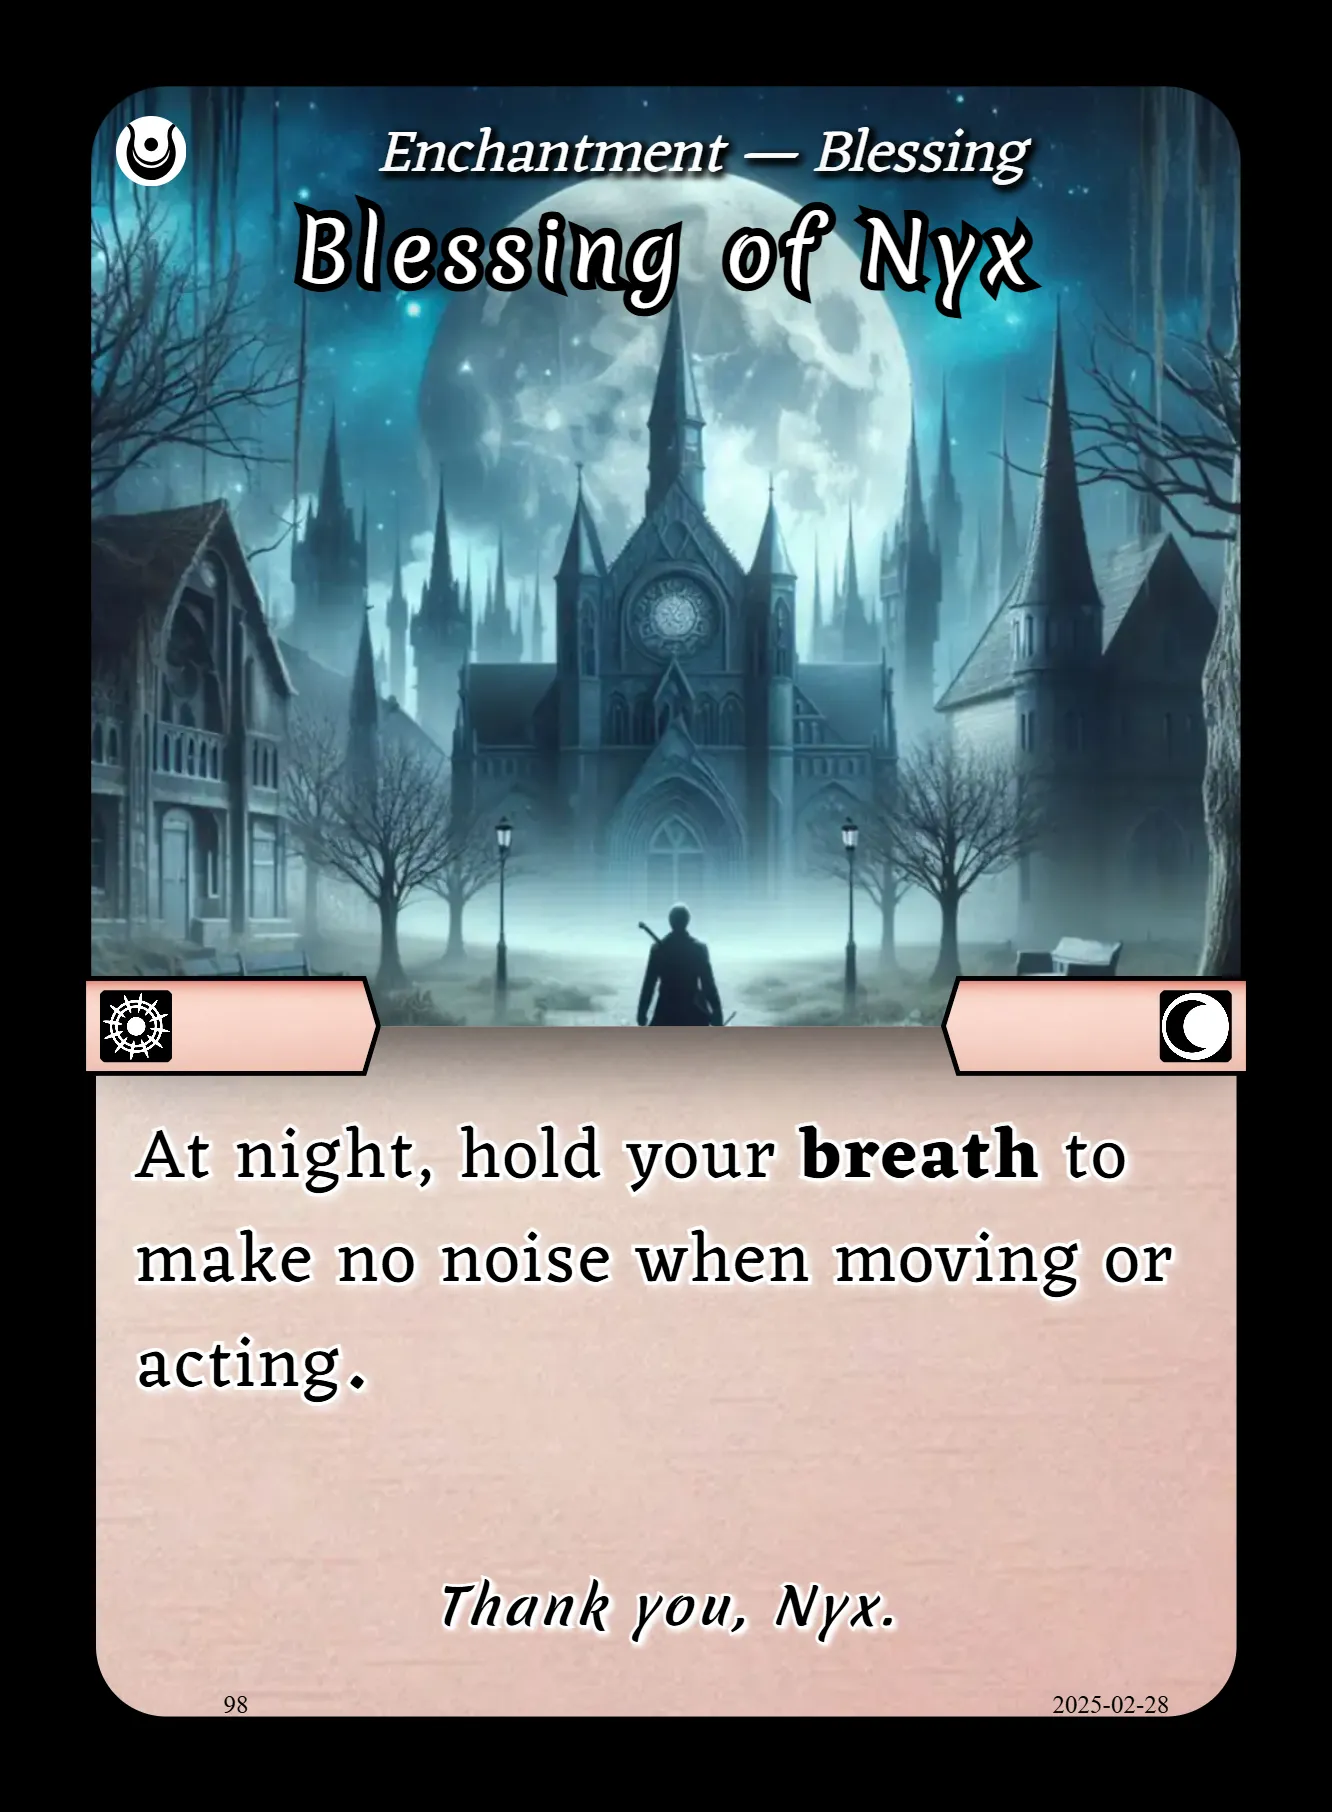 Enchantment — Blessing
Blessing of Nyx
At night, hold your breath to
make no noise when moving or
acting.
Thank you, Nyx.
98
2025-02-28